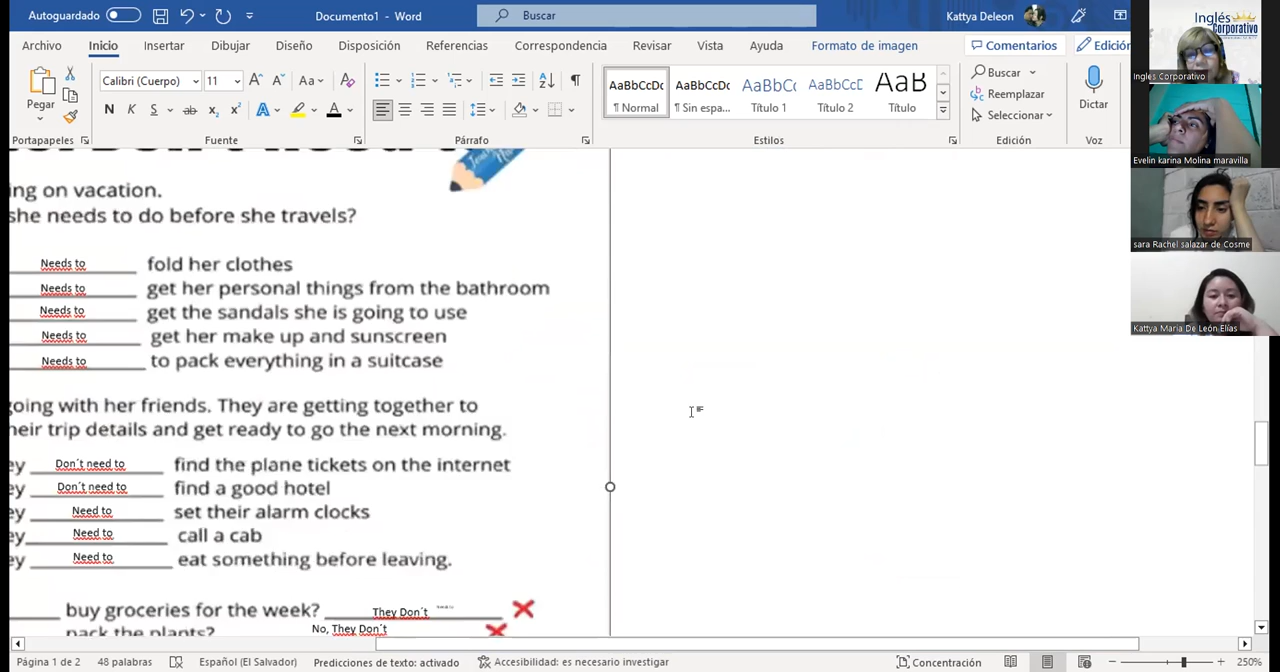 Autoguardado
Documento1 - Word
Buscar
Kattya Deleon
Archivo Inicio Insertar Dibujar Diseño Disposición Referencias Correspondencia Revisar Vista Ayuda Formato de imagen Comentarios Edición
Pegar
Calibri (Cuerpo) 11
N K S ab
AaBbCcDc AaBbCcDc AaBbCc AaBbCcD AaB
¶ Normal ¶ Sin espa... Título 1 Título 2 Título
Buscar
Reemplazar
Seleccionar
Dictar
Portapapeles Fuente Párrafo Estilos Edición Voz
Inglés
Corporativo
Ingles Corporativo
Evelin karina Molina maravilla
sara Rachel salazar de Cosme
Kattya Maria De León Elías
ing on vacation.
she needs to do before she travels?
Needs to fold her clothes
Needs to get her personal things from the bathroom
Needs to get the sandals she is going to use
Needs to get her make up and sunscreen
Needs to to pack everything in a suitcase
going with her friends. They are getting together to
heir trip details and get ready to go the next morning.
ey Don´t need to find the plane tickets on the internet
ey Don´t need to find a good hotel
ey Need to set their alarm clocks
ey Need to call a cab
ey Need to eat something before leaving.
buy groceries for the week? They Don´t
pack the plants? No, They Don´t
Página 1 de 2 48 palabras Español (El Salvador) Predicciones de texto: activado Accesibilidad: es necesario investigar Concentración 250%